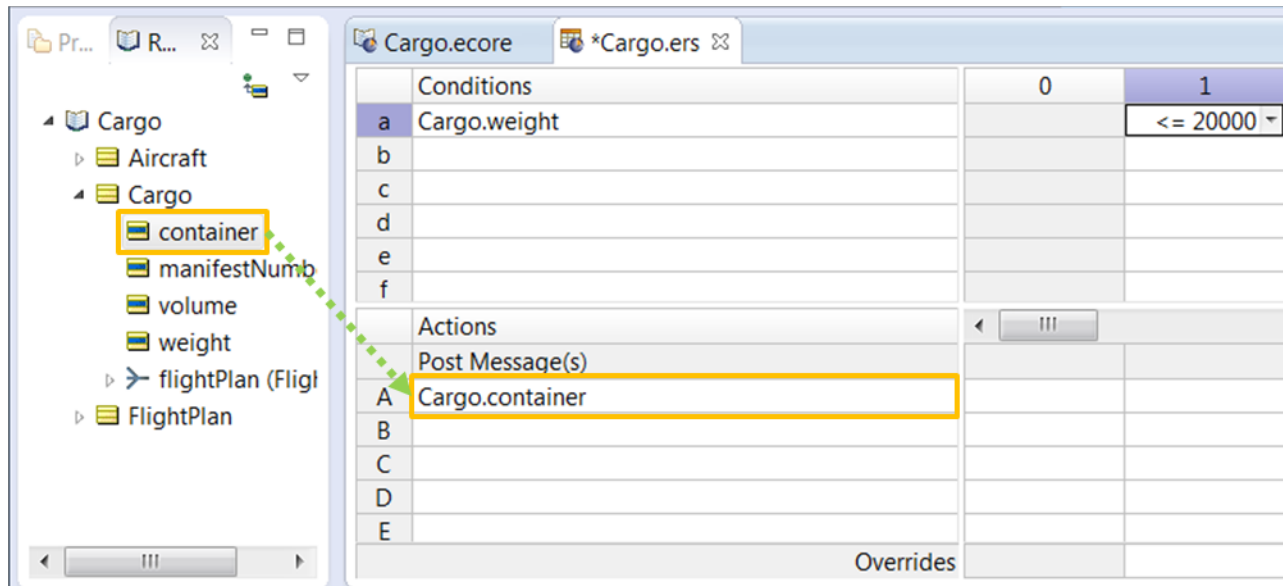 Pr...
R...
Cargo
Aircraft
Cargo
container
manifestNumb
volume
weight
flightPlan (Fligh
FlightPlan
Cargo.ecore
*Cargo.ers
Conditions 0 1
a Cargo.weight <= 20000
b
c
d
e
f
Actions
Post Message(s)
A Cargo.container
B
C
D
E
Overrides